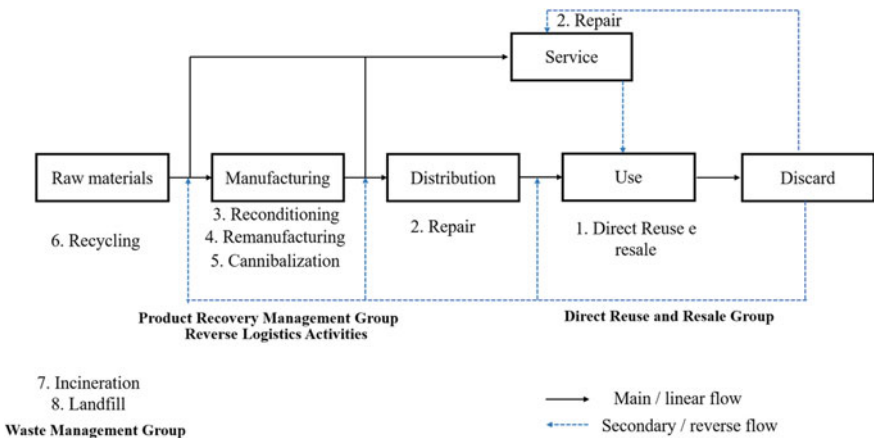 2. Repair
Service
Raw materials
Manufacturing
Distribution
Use
Discard
3. Reconditioning
4. Remanufacturing
5. Cannibalization
6. Recycling
2. Repair
1. Direct Reuse e
resale
Product Recovery Management Group
Reverse Logistics Activities
Direct Reuse and Resale Group
7. Incineration
8. Landfill
Waste Management Group
Main / linear flow
Secondary / reverse flow